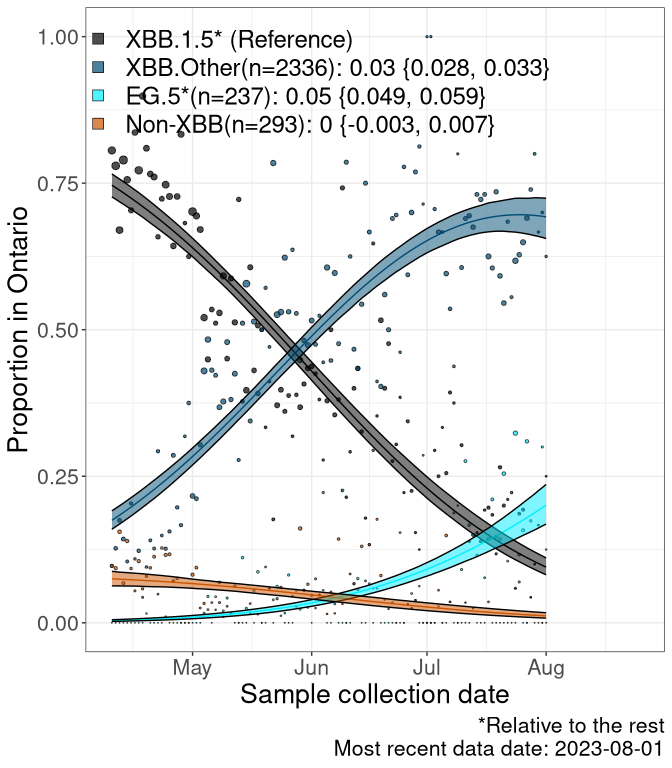 XBB.1.5* (Reference)
XBB.Other(n=2336): 0.03 {0.028, 0.033}
EG.5*(n=237): 0.05 {0.049, 0.059}
Non-XBB(n=293): 0 {-0.003, 0.007}
1.00
0.75
0.50
0.25
0.00
Proportion in Ontario
May Jun Jul Aug
Sample collection date
*Relative to the rest
Most recent data date: 2023-08-01